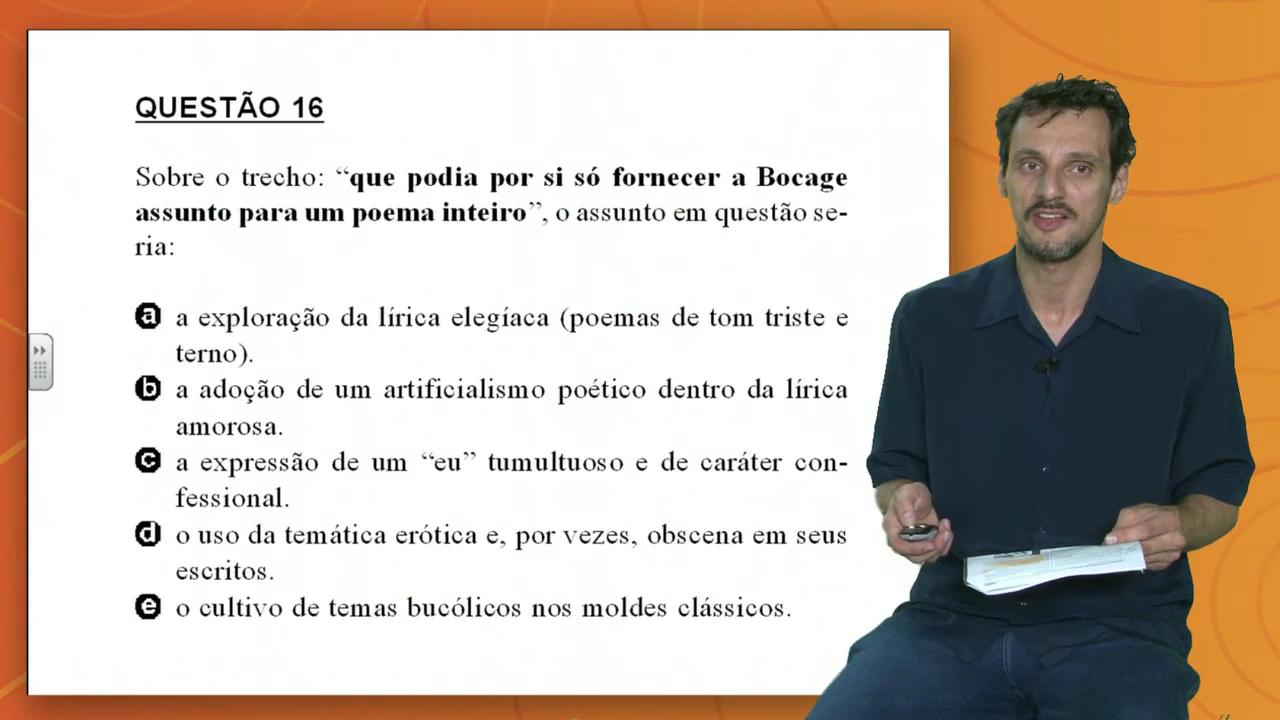 QUESTÃO 16
Sobre o trecho: “que podia por si só fornecer a Bocage
assunto para um poema inteiro”, o assunto em questão se-
ria:
a a exploração da lírica elegíaca (poemas de tom triste e
terno).
b a adoção de um artificialismo poético dentro da lírica
amorosa.
c a expressão de um “eu” tumultuoso e de caráter con-
fessional.
d o uso da temática erótica e, por vezes, obscena em seus
escritos.
e o cultivo de temas bucólicos nos moldes clássicos.